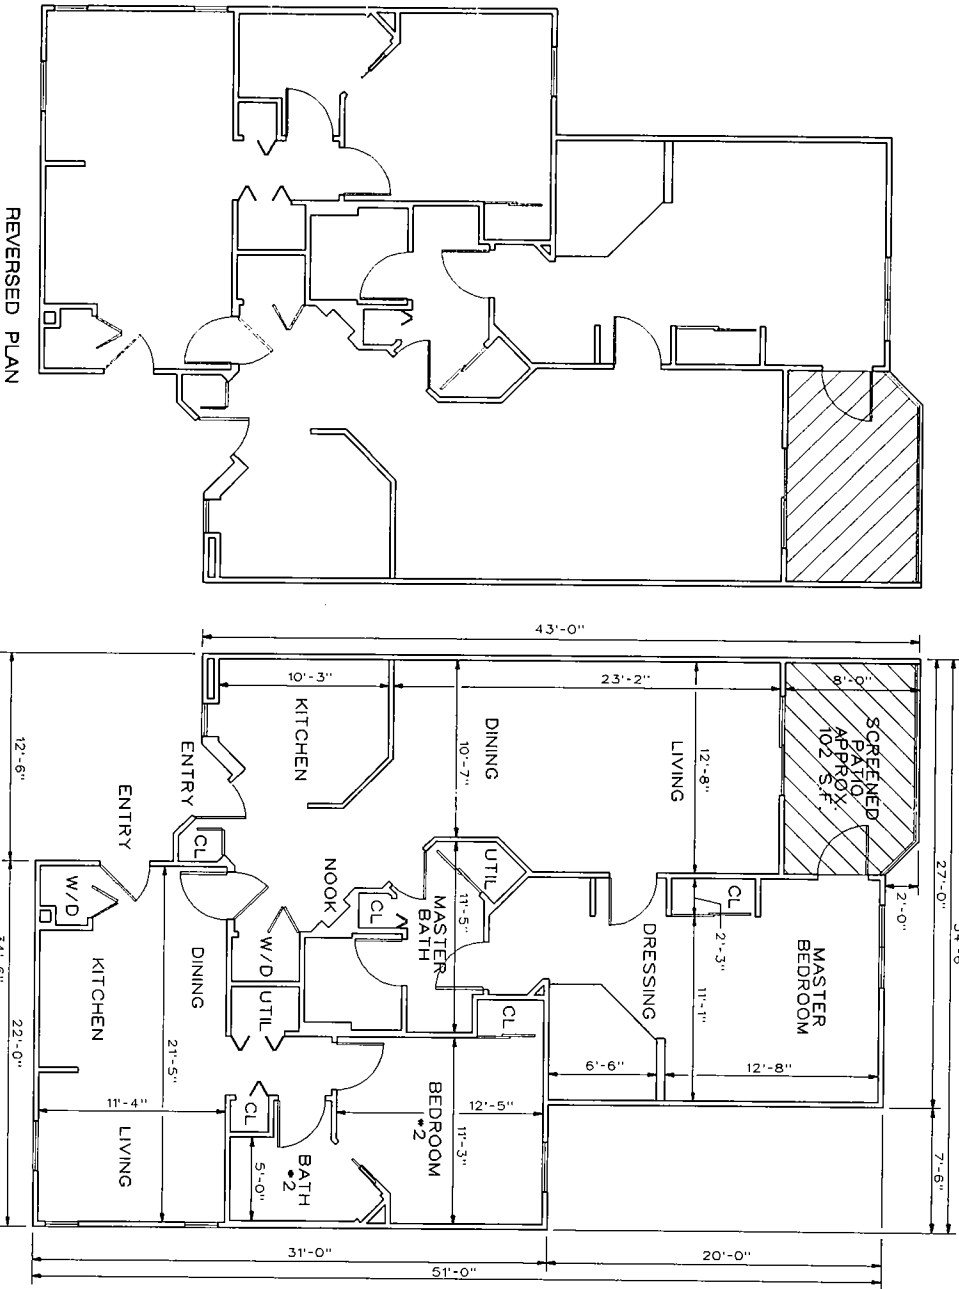 REVERSED PLAN
43'-0"
10'-3"
23'-2"
8'-0"
12'-6"
27'-0"
2'-0"
7'-6"
22'-0"
SCREENED
PATIO
APPROX.
102 S.F.
KITCHEN
DINING
10'-7"
LIVING
12'-8"
ENTRY
ENTRY
CL
NOOK
UTIL
11'-5"
MASTER
BATH
CL
CL
2'-3"
MASTER
BEDROOM
DRESSING
11'-1"
W/D
W/D
DINING
KITCHEN
UTIL
CL
21'-5"
6'-6"
12'-8"
11'-4"
LIVING
CL
5'-0"
BATH
#2
BEDROOM
#2
12'-5"
11'-3"
31'-0"
20'-0"
51'-0"